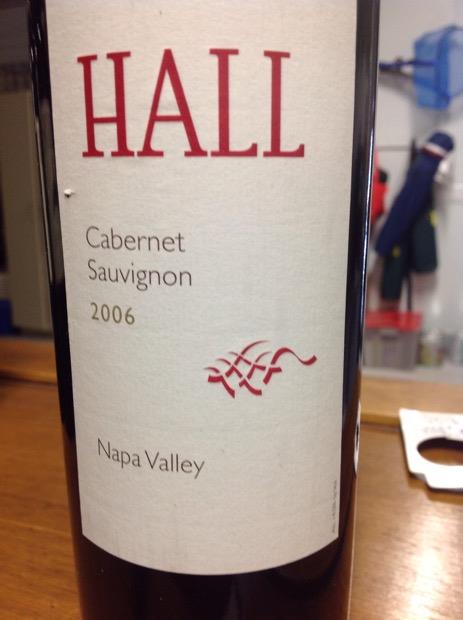 HALL
Cabernet
Sauvignon
2006
Napa Valley